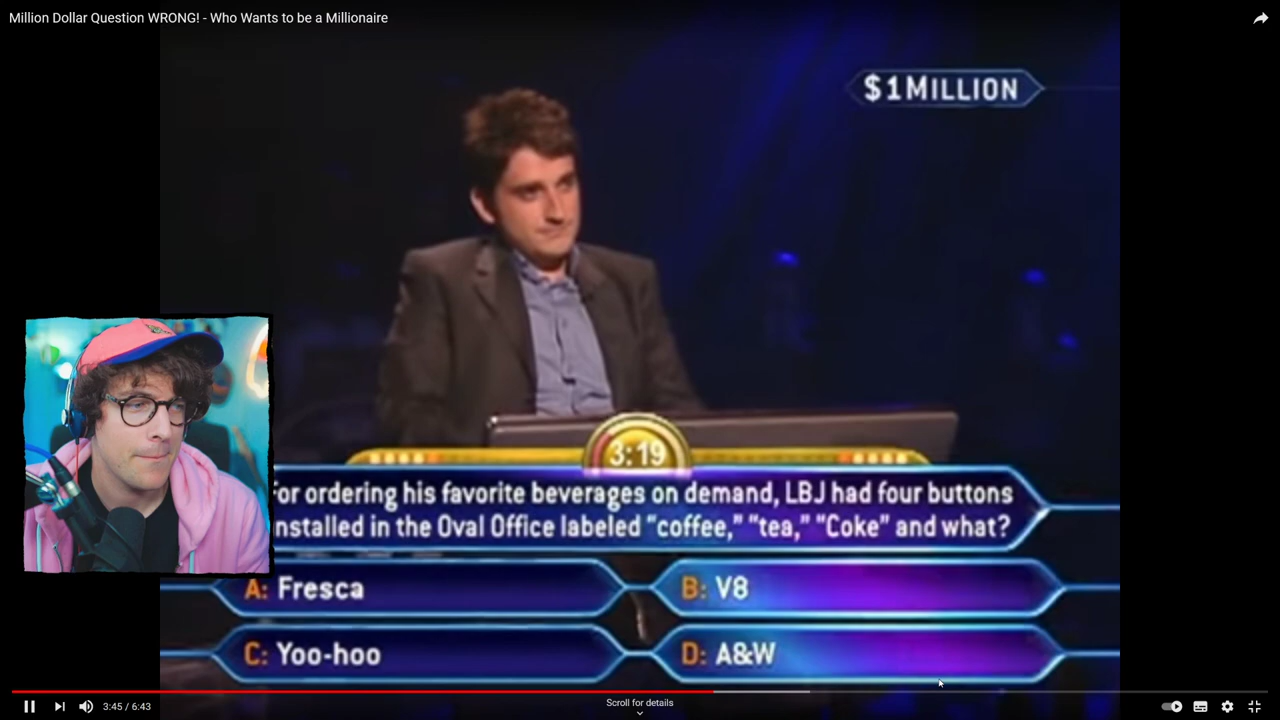 Million Dollar Question WRONG! - Who Wants to be a Millionaire
$1MILLION
3:19
for ordering his favorite beverages on demand, LBJ had four buttons
nstalled in the Oval Office labeled “coffee,” “tea,” “Coke” and what?
A: Fresca
B: V8
C: Yoo-hoo
D: A&W
3:45 / 6:43
Scroll for details